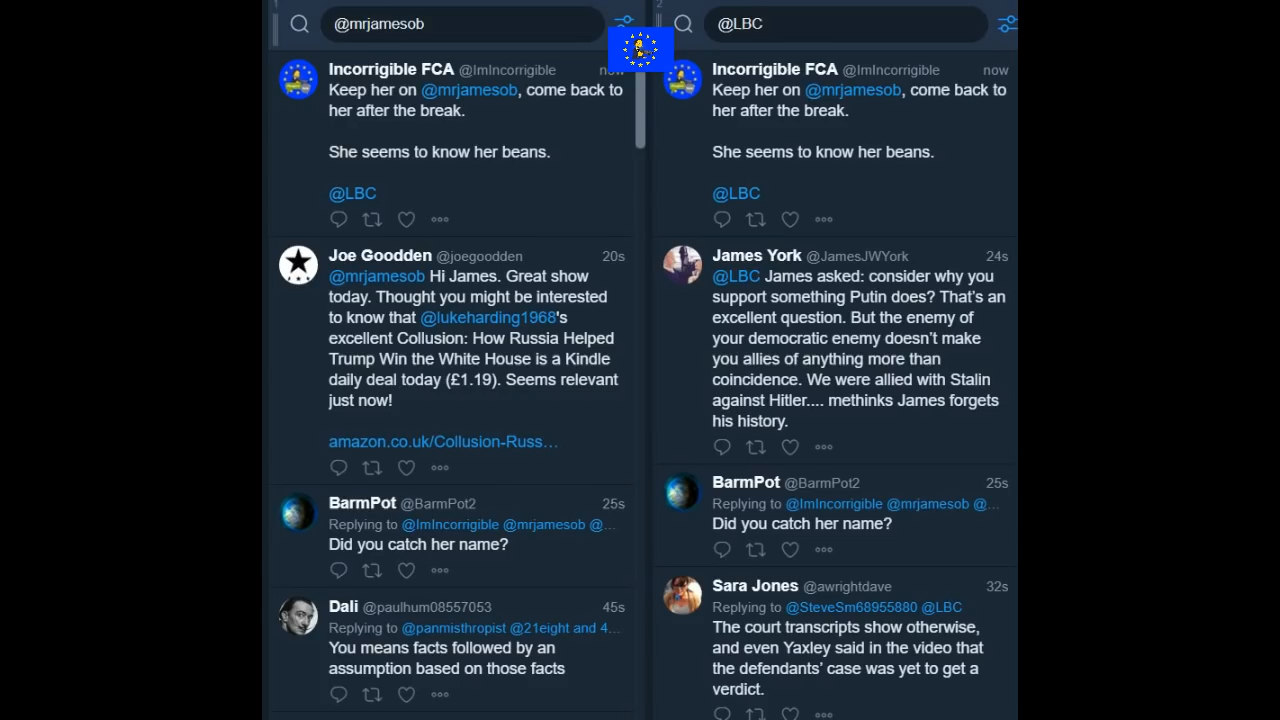 1
@mrjamesob
Incorrigible FCA @ImIncorrigible now
Keep her on @mrjamesob, come back to
her after the break.
She seems to know her beans.
@LBC
Joe Goodden @joegoodden 20s
@mrjamesob Hi James. Great show
today. Thought you might be interested
to know that @lukeharding1968's
excellent Collusion: How Russia Helped
Trump Win the White House is a Kindle
daily deal today (£1.19). Seems relevant
just now!
amazon.co.uk/Collusion-Russ…
BarmPot @BarmPot2 25s
Replying to @ImIncorrigible @mrjamesob @…
Did you catch her name?
Dali @paulhum08557053 45s
Replying to @panmisthropist @21eight and 4…
You means facts followed by an
assumption based on those facts
2
@LBC
Incorrigible FCA @ImIncorrigible now
Keep her on @mrjamesob, come back to
her after the break.
She seems to know her beans.
@LBC
James York @JamesJWYork 24s
@LBC James asked: consider why you
support something Putin does? That's an
excellent question. But the enemy of
your democratic enemy doesn't make
you allies of anything more than
coincidence. We were allied with Stalin
against Hitler.... methinks James forgets
his history.
BarmPot @BarmPot2 25s
Replying to @ImIncorrigible @mrjamesob @…
Did you catch her name?
Sara Jones @awrightdave 32s
Replying to @SteveSm68955880 @LBC
The court transcripts show otherwise,
and even Yaxley said in the video that
the defendants' case was yet to get a
verdict.